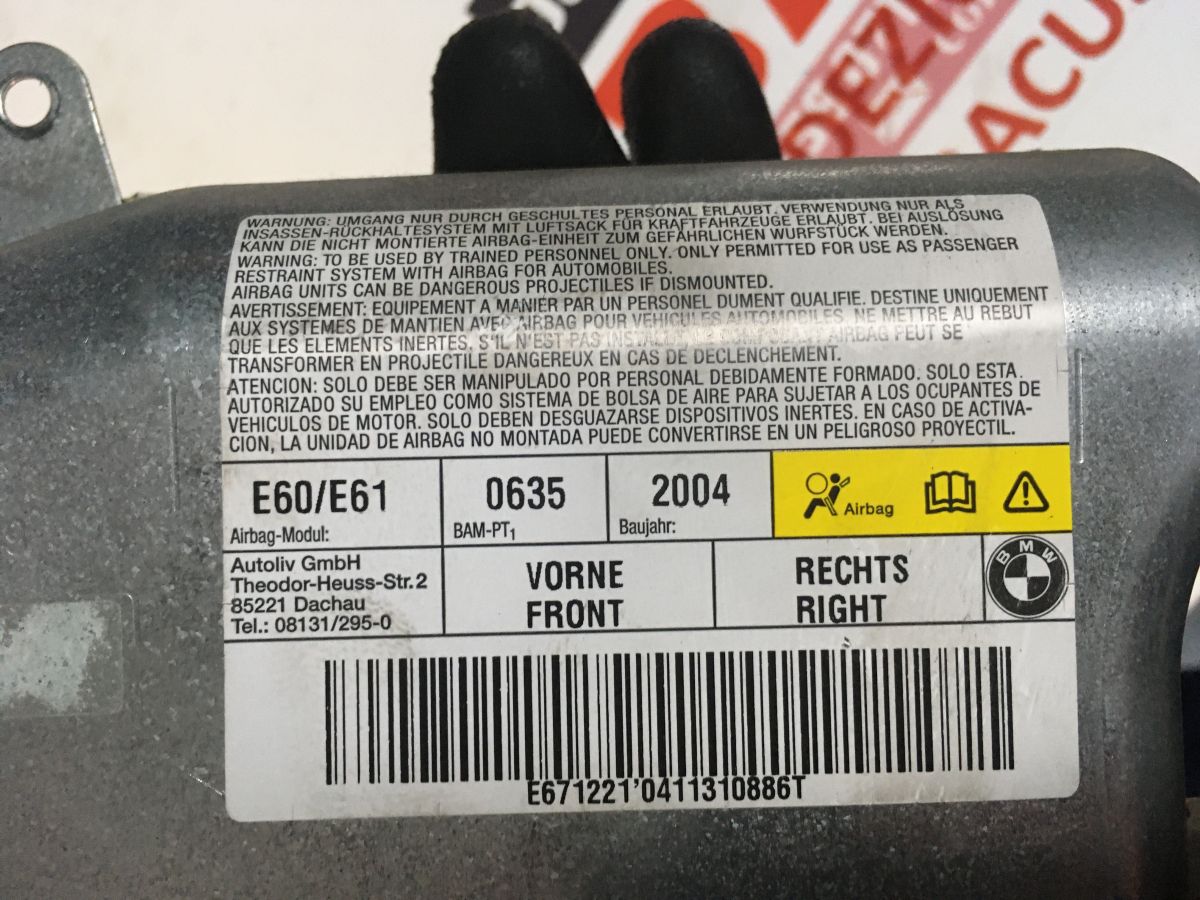 DEZM
ACU
WARNUNG: UMGANG NUR DURCH GESCHULTES PERSONAL ERLAUBT. VERWENDUNG NUR ALS
INSASSEN-RÜCKHALTESYSTEM MIT LUFTSACK FÜR KRAFTFAHRZEUGE ERLAUBT. BEI AUSLÖSUNG
KANN DIE NICHT MONTIERTE AIRBAG-EINHEIT ZUM GEFÄHRLICHEN WURFSTÜCK WERDEN.
WARNING: TO BE USED BY TRAINED PERSONNEL ONLY. ONLY PERMITTED FOR USE AS PASSENGER
RESTRAINT SYSTEM WITH AIRBAG FOR AUTOMOBILES.
AIRBAG UNITS CAN BE DANGEROUS PROJECTILES IF DISMOUNTED.
AVERTISSEMENT: EQUIPEMENT A MANIER PAR UN PERSONEL DUMENT QUALIFIE. DESTINE UNIQUEMENT
AUX SYSTEMES DE MANTIEN AVEC AIRBAG POUR VEHICULES AUTOMOBILES. NE METTRE AU REBUT
QUE LES ELEMENTS INERTES. S'IL N'EST PAS AIRBAG PEUT SE
TRANSFORMER EN PROJECTILE DANGEREUX EN CAS DE DECLENCHEMENT.
ATENCION: SOLO DEBE SER MANIPULADO POR PERSONAL DEBIDAMENTE FORMADO. SOLO ESTA
AUTORIZADO SU EMPLEO COMO SISTEMA DE BOLSA DE AIRE PARA SUJETAR A LOS OCUPANTES DE
VEHICULOS DE MOTOR. SOLO DEBEN DESGUAZARSE DISPOSITIVOS INERTES. EN CASO DE ACTIVA-
CION, LA UNIDAD DE AIRBAG NO MONTADA PUEDE CONVERTIRSE EN UN PELIGROSO PROYECTIL.
E60/E61 0635 2004 Airbag
Airbag-Modul: BAM-PT1 Baujahr:
Autoliv GmbH
Theodor-Heuss-Str.2
85221 Dachau
Tel.: 08131/295-0
VORNE
FRONT
RECHTS
RIGHT
BMW
E671221'0411310886T